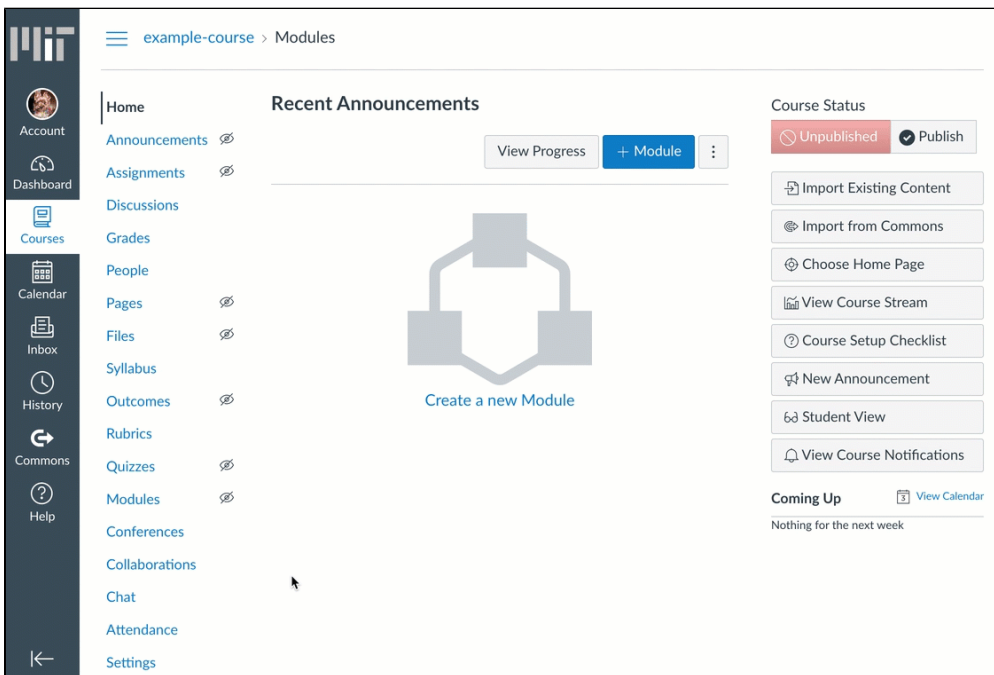 MIT
Account
Dashboard
Courses
Calendar
Inbox
History
Commons
Help
example-course > Modules
Home
Announcements
Assignments
Discussions
Grades
People
Pages
Files
Syllabus
Outcomes
Rubrics
Quizzes
Modules
Conferences
Collaborations
Chat
Attendance
Settings
Recent Announcements
View Progress + Module
Create a new Module
Course Status
Unpublished Publish
Import Existing Content
Import from Commons
Choose Home Page
View Course Stream
Course Setup Checklist
New Announcement
Student View
View Course Notifications
Coming Up 3 View Calendar
Nothing for the next week